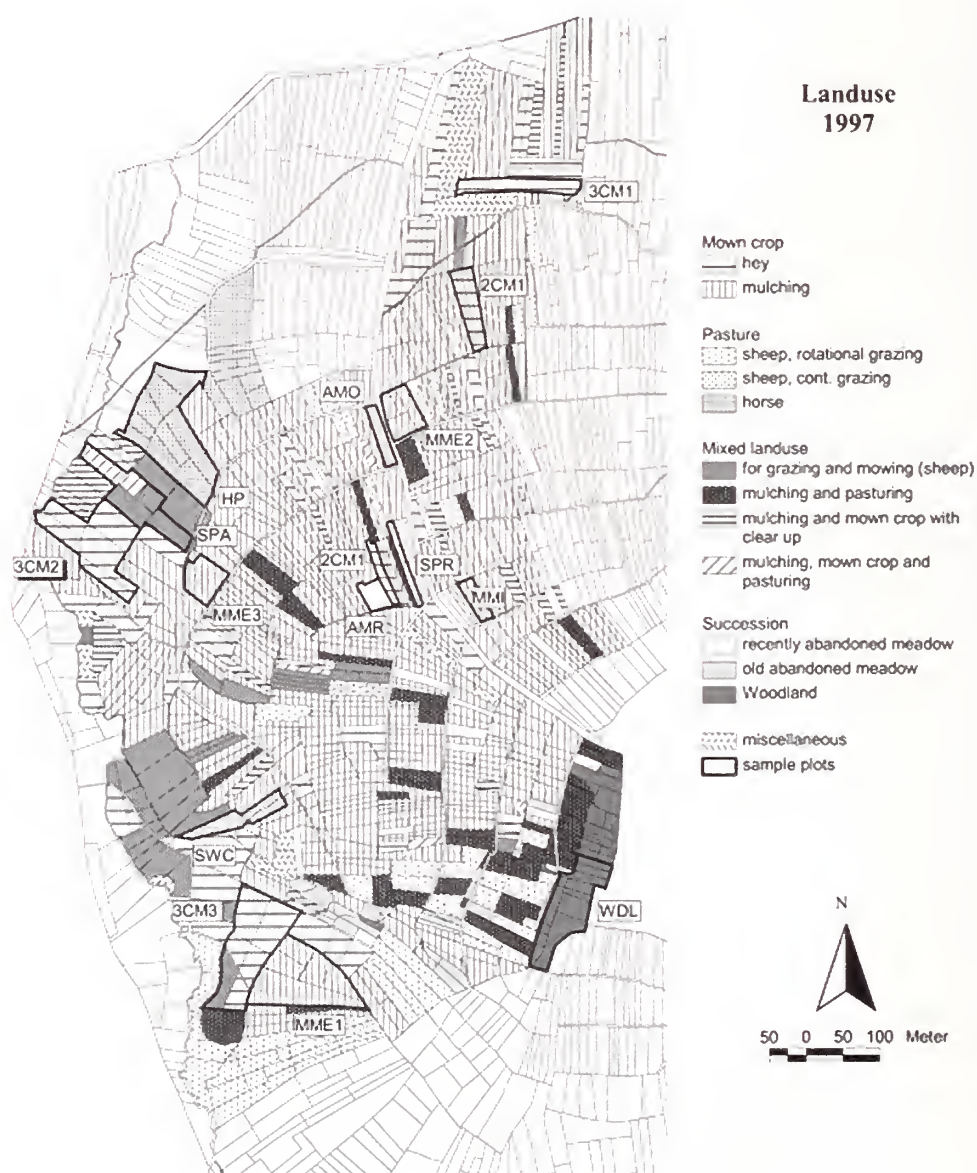 Landuse
1997
3CM1
Mown crop
hey
mulching
2CM1
Pasture
sheep, rotational grazing
sheep, cont. grazing
horse
AMO
MME2
Mixed landuse
for grazing and mowing (sheep)
mulching and pasturing
mulching and mown crop with
clear up
mulching, mown crop and
pasturing
HP
SPA
3CM2
2CM1
SPR
MMI
MME3
AMR
Succession
recently abandoned meadow
old abandoned meadow
Woodland
miscellaneous
sample plots
SWC
3CM3
WDL
N
MME1
50 0 50 100 Meter